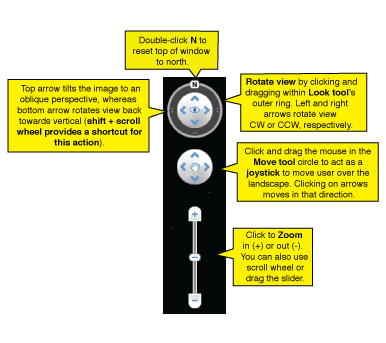 Double-click N to
reset top of window
to north.
N
Top arrow tilts the image to an
oblique perspective, whereas
bottom arrow rotates view back
towards vertical (shift + scroll
wheel provides a shortcut for
this action).
Rotate view by clicking and
dragging within Look tool's
outer ring. Left and right
arrows rotate view
CW or CCW, respectively.
Click and drag the mouse in the
Move tool circle to act as a
joystick to move user over the
landscape. Clicking on arrows
moves in that direction.
Click to Zoom
in (+) or out (-).
You can also use
scroll wheel or
drag the slider.